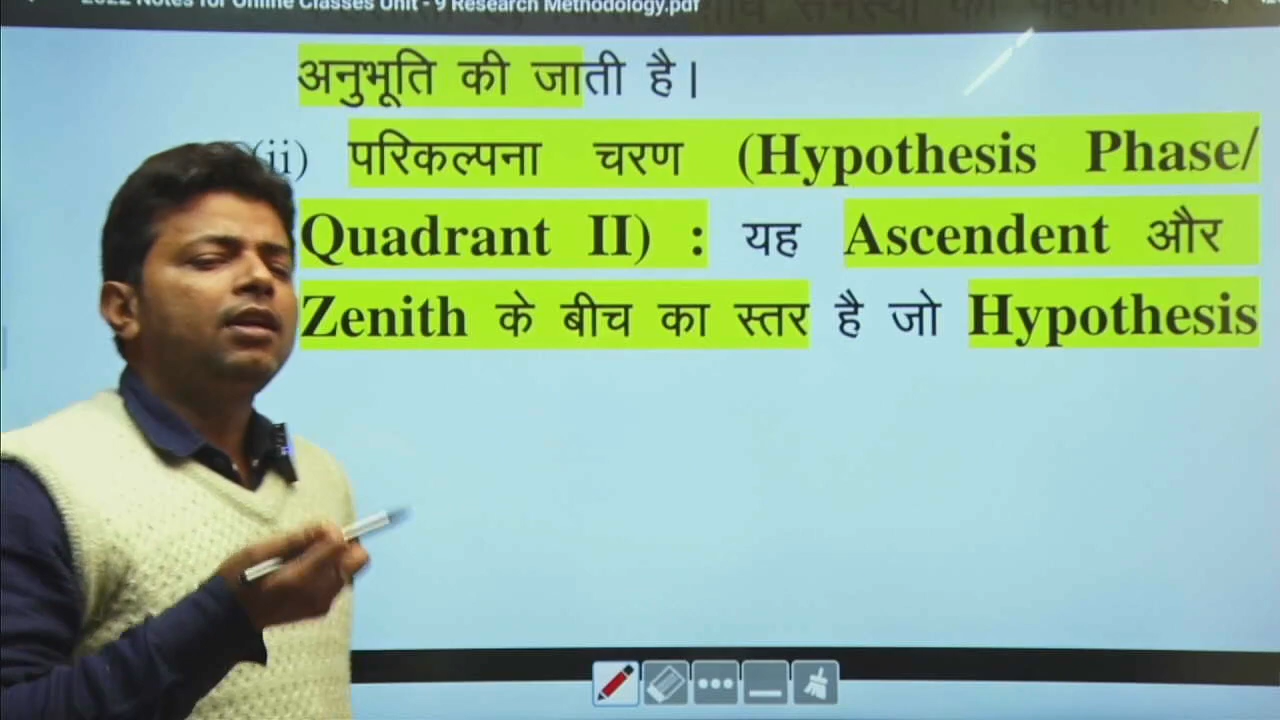 2022 Notes for Online Classes Unit - 9 Research Methodology.pdf
अनुभूति की जाती है।
(ii) परिकल्पना चरण (Hypothesis Phase/
Quadrant II) : यह Ascendent और
Zenith के बीच का स्तर है जो Hypothesis